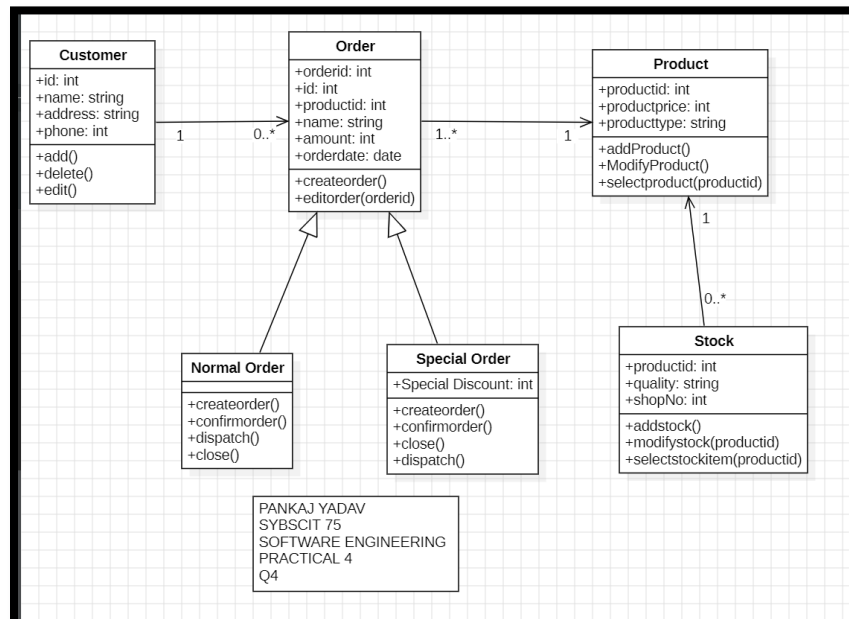 Customer
+id: int
+name: string
+address: string
+phone: int
+add()
+delete()
+edit()
1
0..*
Order
+orderid: int
+id: int
+productid: int
+name: string
+amount: int
+orderdate: date
+createorder()
+editorder(orderid)
1..*
1
Product
+productid: int
+productprice: int
+producttype: string
+addProduct()
+ModifyProduct()
+selectproduct(productid)
1
0..*
Normal Order
+createorder()
+confirmorder()
+dispatch()
+close()
Special Order
+Special Discount: int
+createorder()
+confirmorder()
+close()
+dispatch()
Stock
+productid: int
+quality: string
+shopNo: int
+addstock()
+modifystock(productid)
+selectstockitem(productid)
PANKAJ YADAV
SYBSCIT 75
SOFTWARE ENGINEERING
PRACTICAL 4
Q4